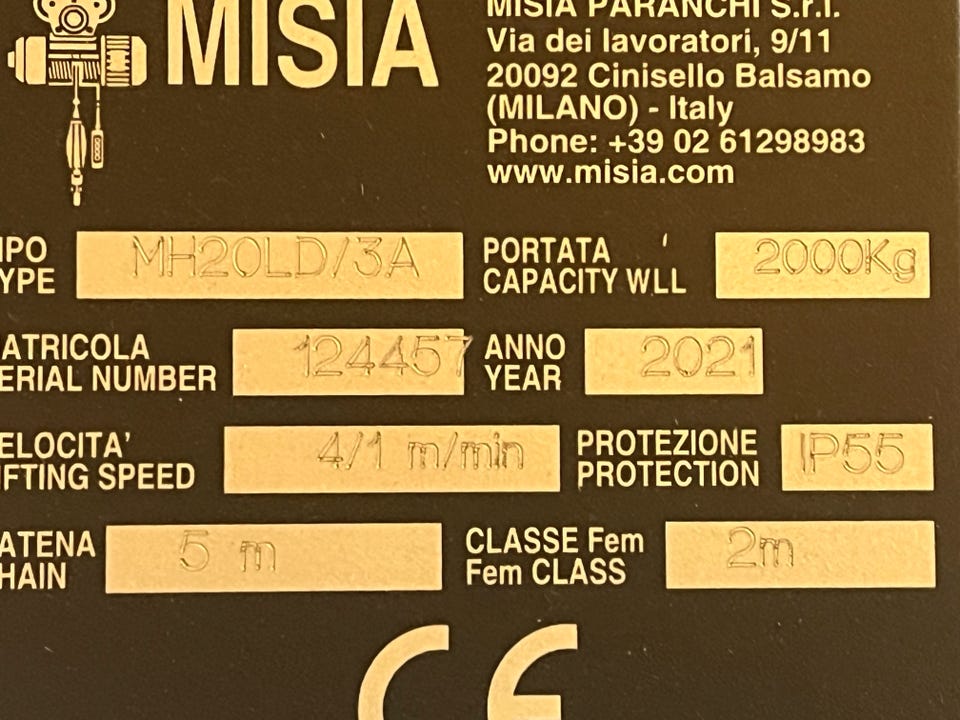 MISIA
MISIA PARANCHI S.r.l.
Via dei lavoratori, 9/11
20092 Cinisello Balsamo
(MILANO) - Italy
Phone: +39 02 61298983
www.misia.com
IPO
YPE
MH20LD/3A
PORTATA
CAPACITY WLL
2000Kg
ATRICOLA
ERIAL NUMBER
124457
ANNO
YEAR
2021
ELOCITA'
IFTING SPEED
4/1 m/min
PROTEZIONE
PROTECTION
IP55
ATENA
HAIN
5 m
CLASSE Fem
Fem CLASS
2m
CE